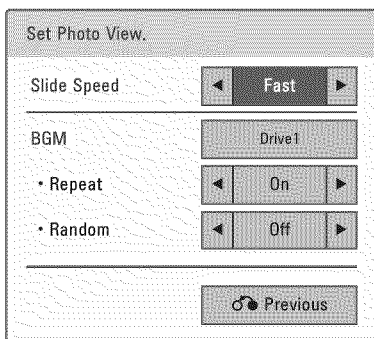 Set Photo View.
Slide Speed ◀ Fast ▶
BGM Drive1
• Repeat ◀ On ▶
• Random ◀ Off ▶
Previous